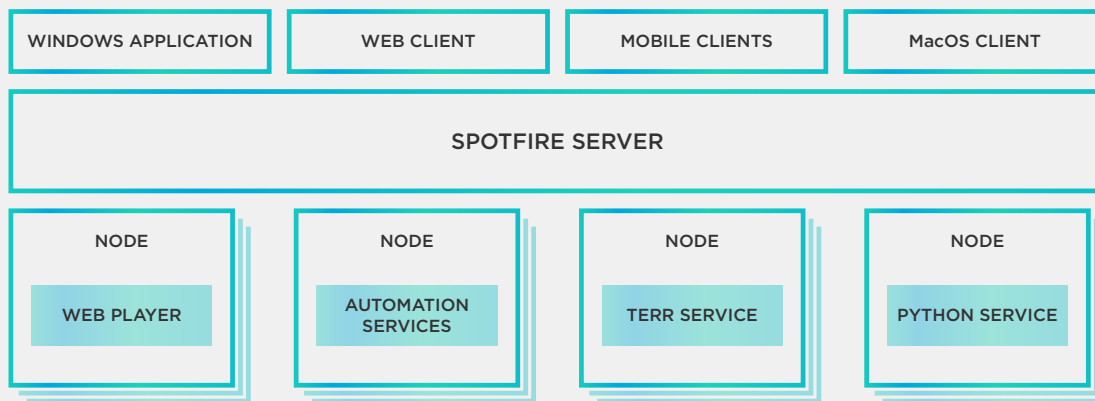 WINDOWS APPLICATION
WEB CLIENT
MOBILE CLIENTS
MacOS CLIENT
SPOTFIRE SERVER
NODE
WEB PLAYER
NODE
AUTOMATION
SERVICES
NODE
TERR SERVICE
NODE
PYTHON SERVICE